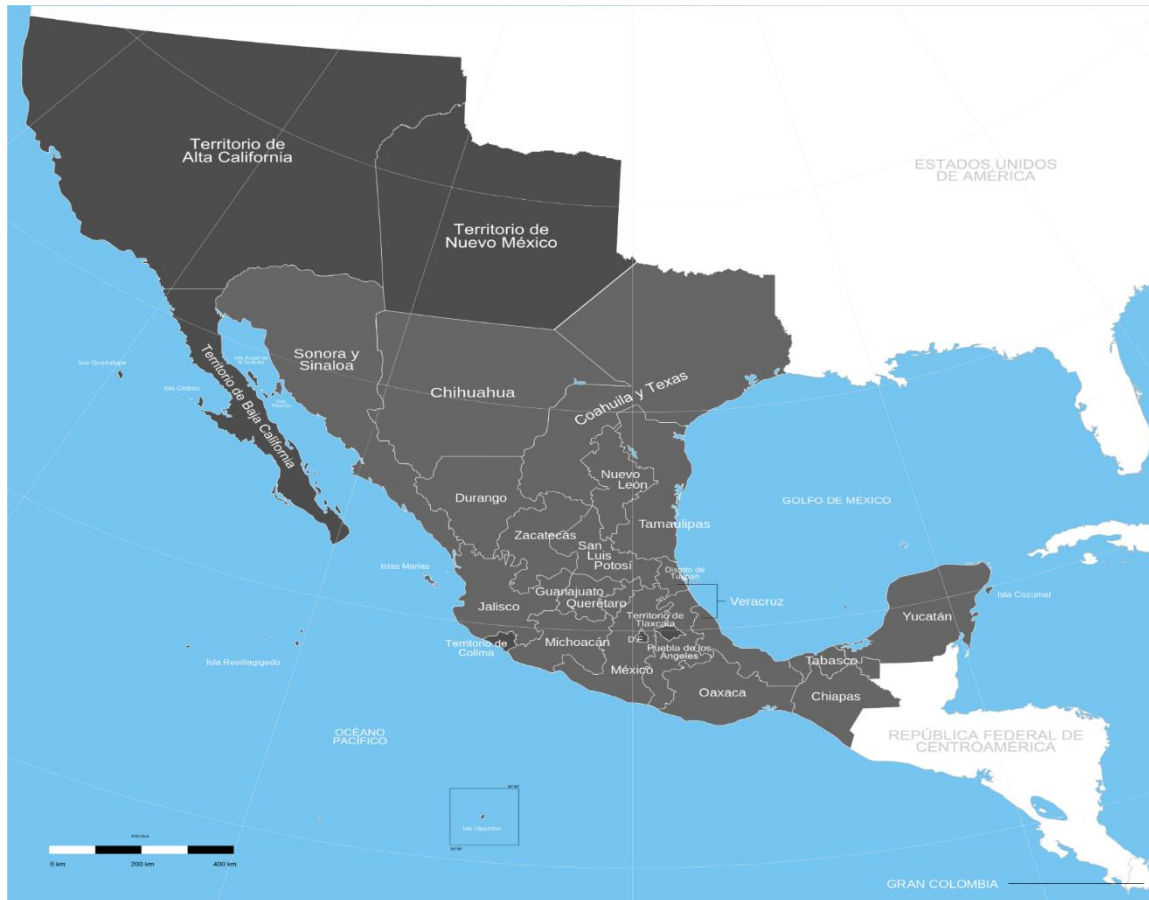 Territorio de
Alta California
ESTADOS UNIDOS
DE AMÉRICA
Territorio de
Nuevo México
Sonora y
Sinaloa
Isla Guadalupe
Isla Cedros
Territorio de Baja California
Chihuahua
Coahuila y Texas
Nuevo
León
Durango
GOLFO DE MÉXICO
Tamaulipas
Zacatecas
San
Luis
Potosí
Islas Marías
Distrito de
Tuxpan
Guanajuato
Querétaro
Jalisco
Veracruz
Isla Cozumel
Yucatán
Territorio de
Tlaxcala
Territorio de
Colima
Michoacán
D.F.
Puebla de los
Ángeles
Isla Revillagigedo
México
Tabasco
Oaxaca
Chiapas
OCÉANO
PACÍFICO
REPÚBLICA FEDERAL DE
CENTROAMÉRICA
Isla Clipperton
0 km
200 km
400 km
GRAN COLOMBIA